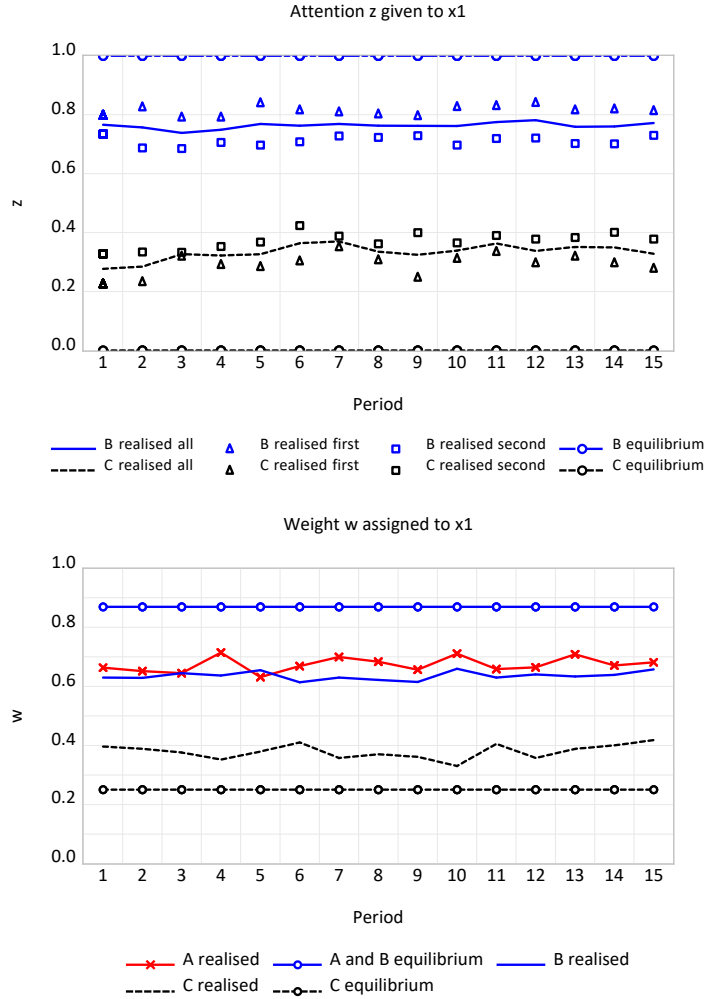 Attention z given to x1
1.0
0.8
0.6
z
0.4
0.2
0.0
1 2 3 4 5 6 7 8 9 10 11 12 13 14 15
Period
B realised all B realised first B realised second B equilibrium
C realised all C realised first C realised second C equilibrium
Weight w assigned to x1
1.0
0.8
0.6
w
0.4
0.2
0.0
1 2 3 4 5 6 7 8 9 10 11 12 13 14 15
Period
A realised A and B equilibrium B realised
C realised C equilibrium